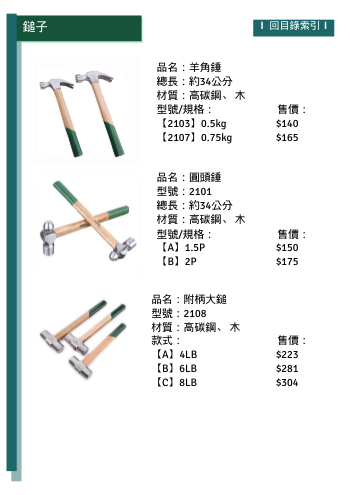 鎚子
I 回目錄索引 I
品名：羊角錘
總長：約34公分
材質：高碳鋼、 木
型號/規格： 售價：
【2103】0.5kg $140
【2107】0.75kg $165
品名：圓頭錘
型號：2101
總長：約34公分
材質：高碳鋼、 木
型號/規格： 售價：
【A】1.5P $150
【B】2P $175
品名：附柄大鎚
型號：2108
材質：高碳鋼、 木
款式： 售價：
【A】4LB $223
【B】6LB $281
【C】8LB $304